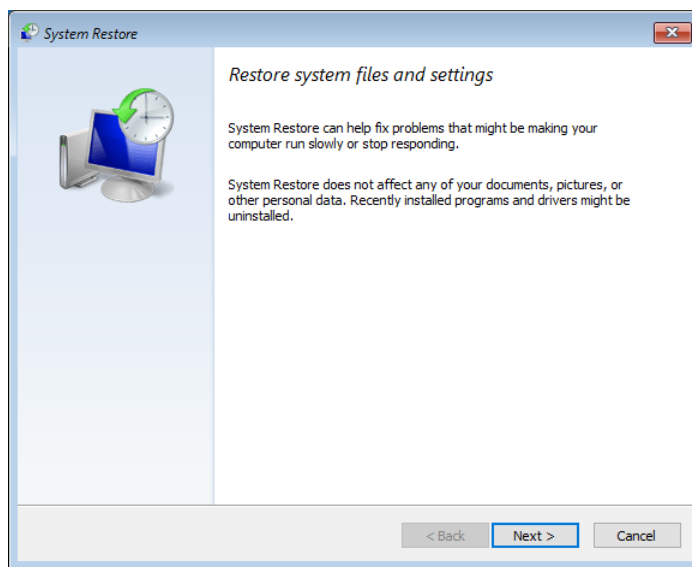 System Restore
Restore system files and settings
System Restore can help fix problems that might be making your
computer run slowly or stop responding.
System Restore does not affect any of your documents, pictures, or
other personal data. Recently installed programs and drivers might be
uninstalled.
< Back
Next >
Cancel